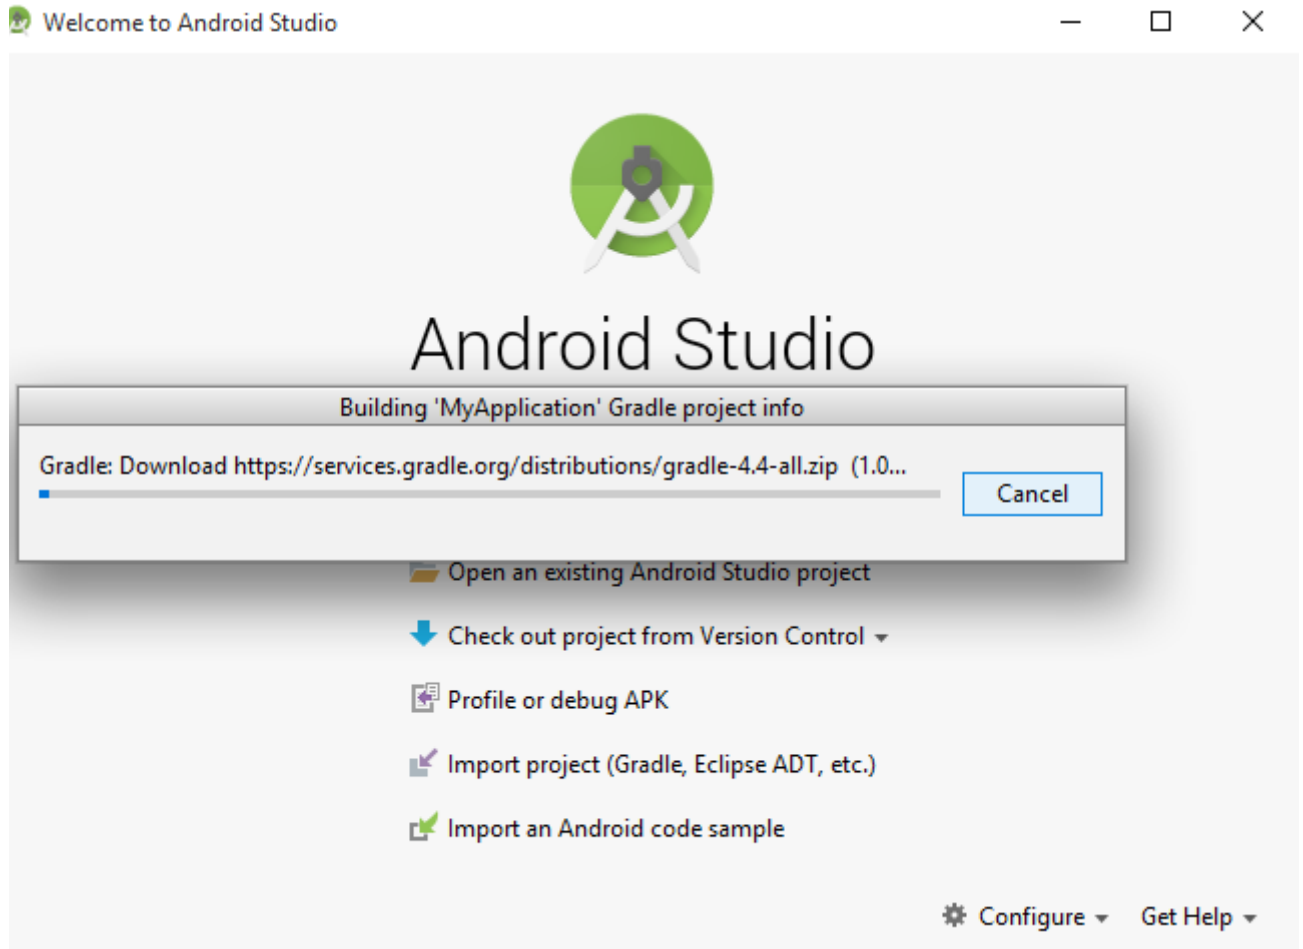 Welcome to Android Studio
Android Studio
Building 'MyApplication' Gradle project info
Gradle: Download https://services.gradle.org/distributions/gradle-4.4-all.zip (1.0...
Cancel
Open an existing Android Studio project
Check out project from Version Control
Profile or debug APK
Import project (Gradle, Eclipse ADT, etc.)
Import an Android code sample
Configure Get Help